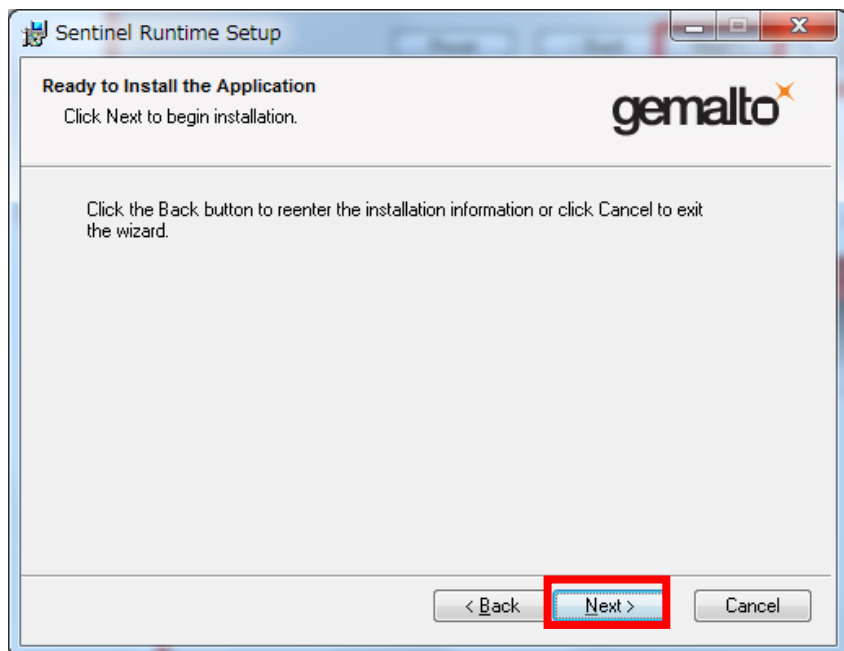 Sentinel Runtime Setup
Ready to Install the Application
Click Next to begin installation.
gemalto
Click the Back button to reenter the installation information or click Cancel to exit
the wizard.
< Back
Next >
Cancel